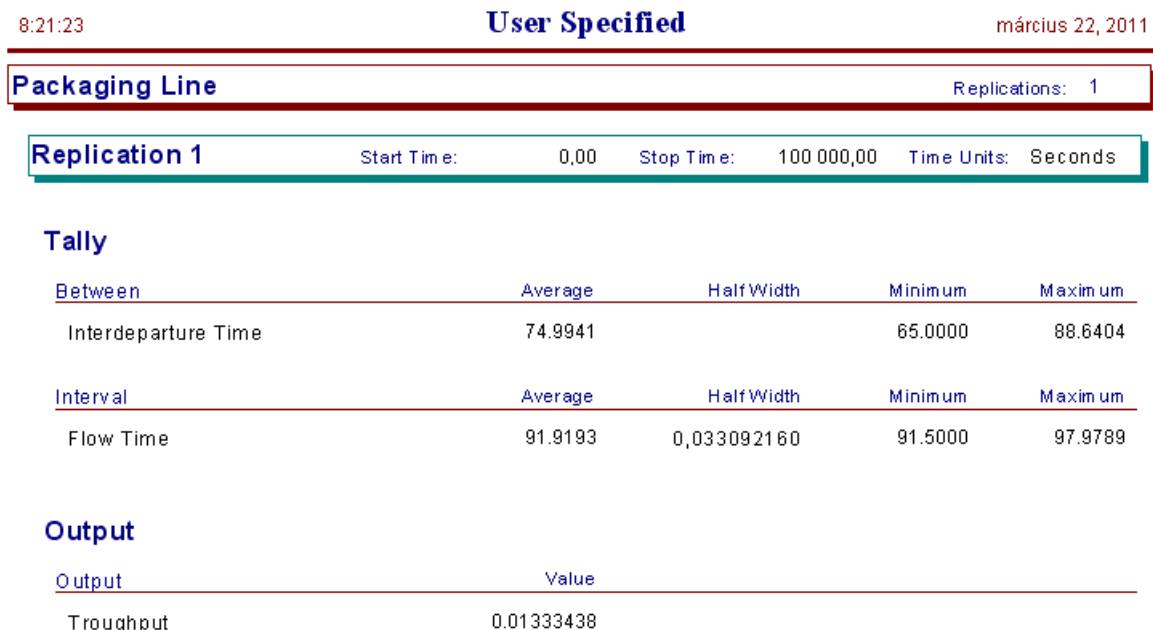 8:21:23 User Specified március 22, 2011
Packaging Line Replications: 1
Replication 1 Start Time: 0,00 Stop Time: 100 000,00 Time Units: Seconds
Tally
Between Average Half Width Minimum Maximum
Interdeparture Time 74.9941 65.0000 88.6404
Interval Average Half Width Minimum Maximum
Flow Time 91.9193 0,033092160 91.5000 97.9789
Output
Output Value
Troughput 0.01333438